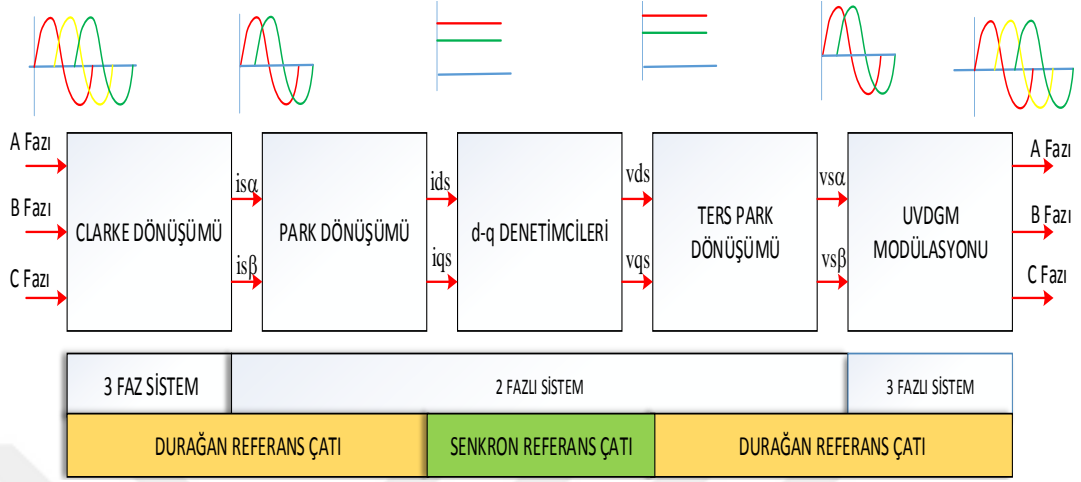 A Fazı
B Fazı
C Fazı
CLARKE DÖNÜŞÜMÜ
isα
isβ
PARK DÖNÜŞÜMÜ
ids
iqs
d-q DENETİMCİLERİ
vds
vqs
TERS PARK
DÖNÜŞÜMÜ
vsα
vsβ
UVDGM
MODÜLASYONU
A Fazı
B Fazı
C Fazı
3 FAZ SİSTEM
2 FAZLI SİSTEM
3 FAZLI SİSTEM
DURAĞAN REFERANS ÇATI
SENKRON REFERANS ÇATI
DURAĞAN REFERANS ÇATI